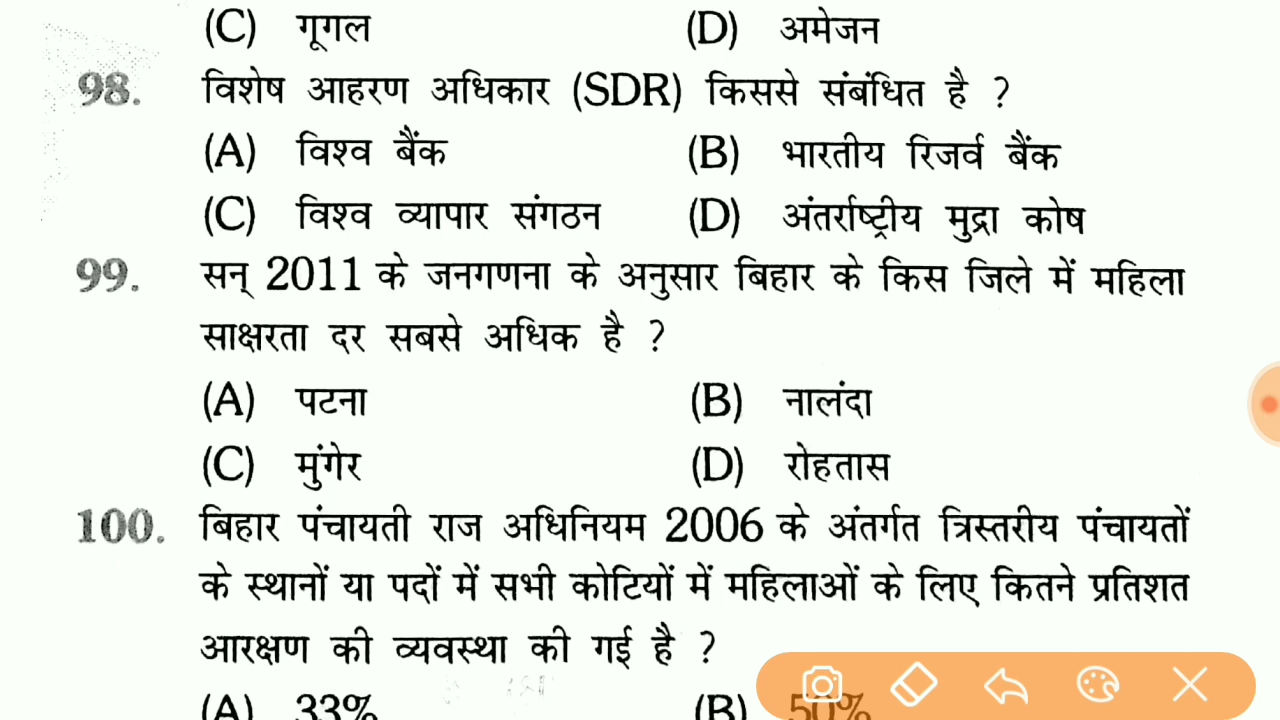 (C) गूगल (D) अमेजन
98. विशेष आहरण अधिकार (SDR) किससे संबंधित है ?
(A) विश्व बैंक (B) भारतीय रिजर्व बैंक
(C) विश्व व्यापार संगठन (D) अंतर्राष्ट्रीय मुद्रा कोष
99. सन् 2011 के जनगणना के अनुसार बिहार के किस जिले में महिला
साक्षरता दर सबसे अधिक है ?
(A) पटना (B) नालंदा
(C) मुंगेर (D) रोहतास
100. बिहार पंचायती राज अधिनियम 2006 के अंतर्गत त्रिस्तरीय पंचायतों
के स्थानों या पदों में सभी कोटियों में महिलाओं के लिए कितने प्रतिशत
आरक्षण की व्यवस्था की गई है ?
(A) 33% (B) 50%